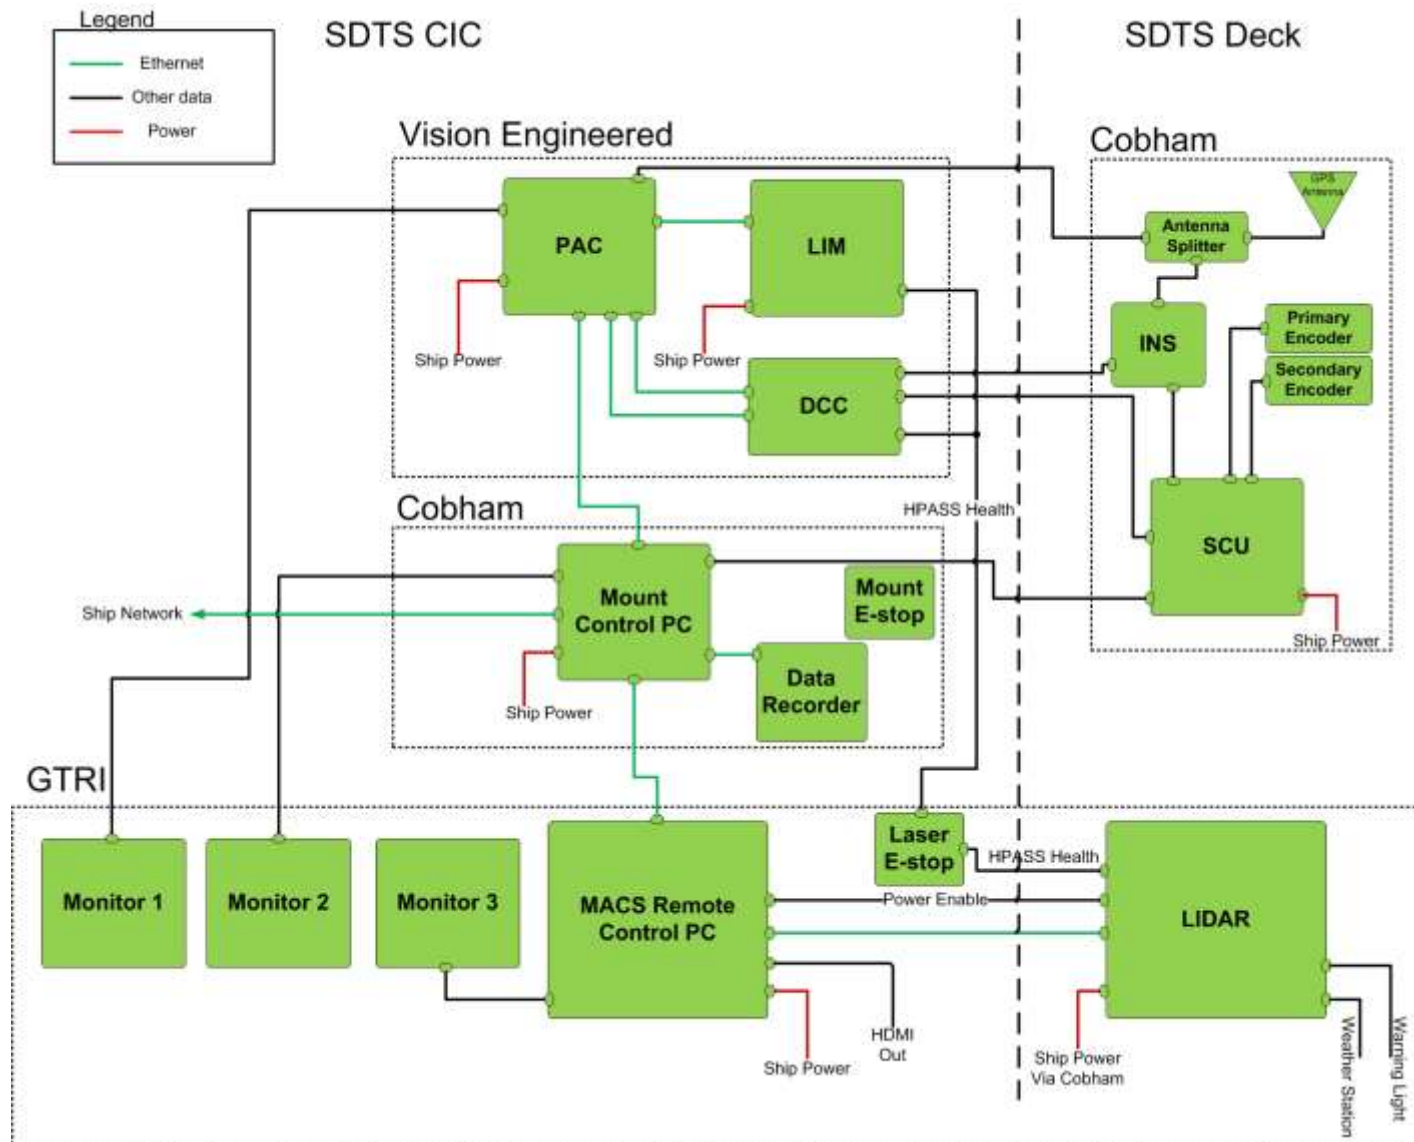 Legend
Ethernet
Other data
Power
SDTS CIC
SDTS Deck
Vision Engineered
PAC
LIM
DCC
Ship Power
Ship Power
Cobham
GPS
Antenna
Antenna
Splitter
INS
Primary
Encoder
Secondary
Encoder
SCU
Ship Power
HPASS Health
Cobham
Mount
Control PC
Mount
E-stop
Data
Recorder
Ship Network
Ship Power
GTRI
Monitor 1
Monitor 2
Monitor 3
MACS Remote
Control PC
Laser
E-stop
HPASS Health
Power Enable
LIDAR
HDMI
Out
Ship Power
Ship Power
Via Cobham
Weather Station
Warning Light